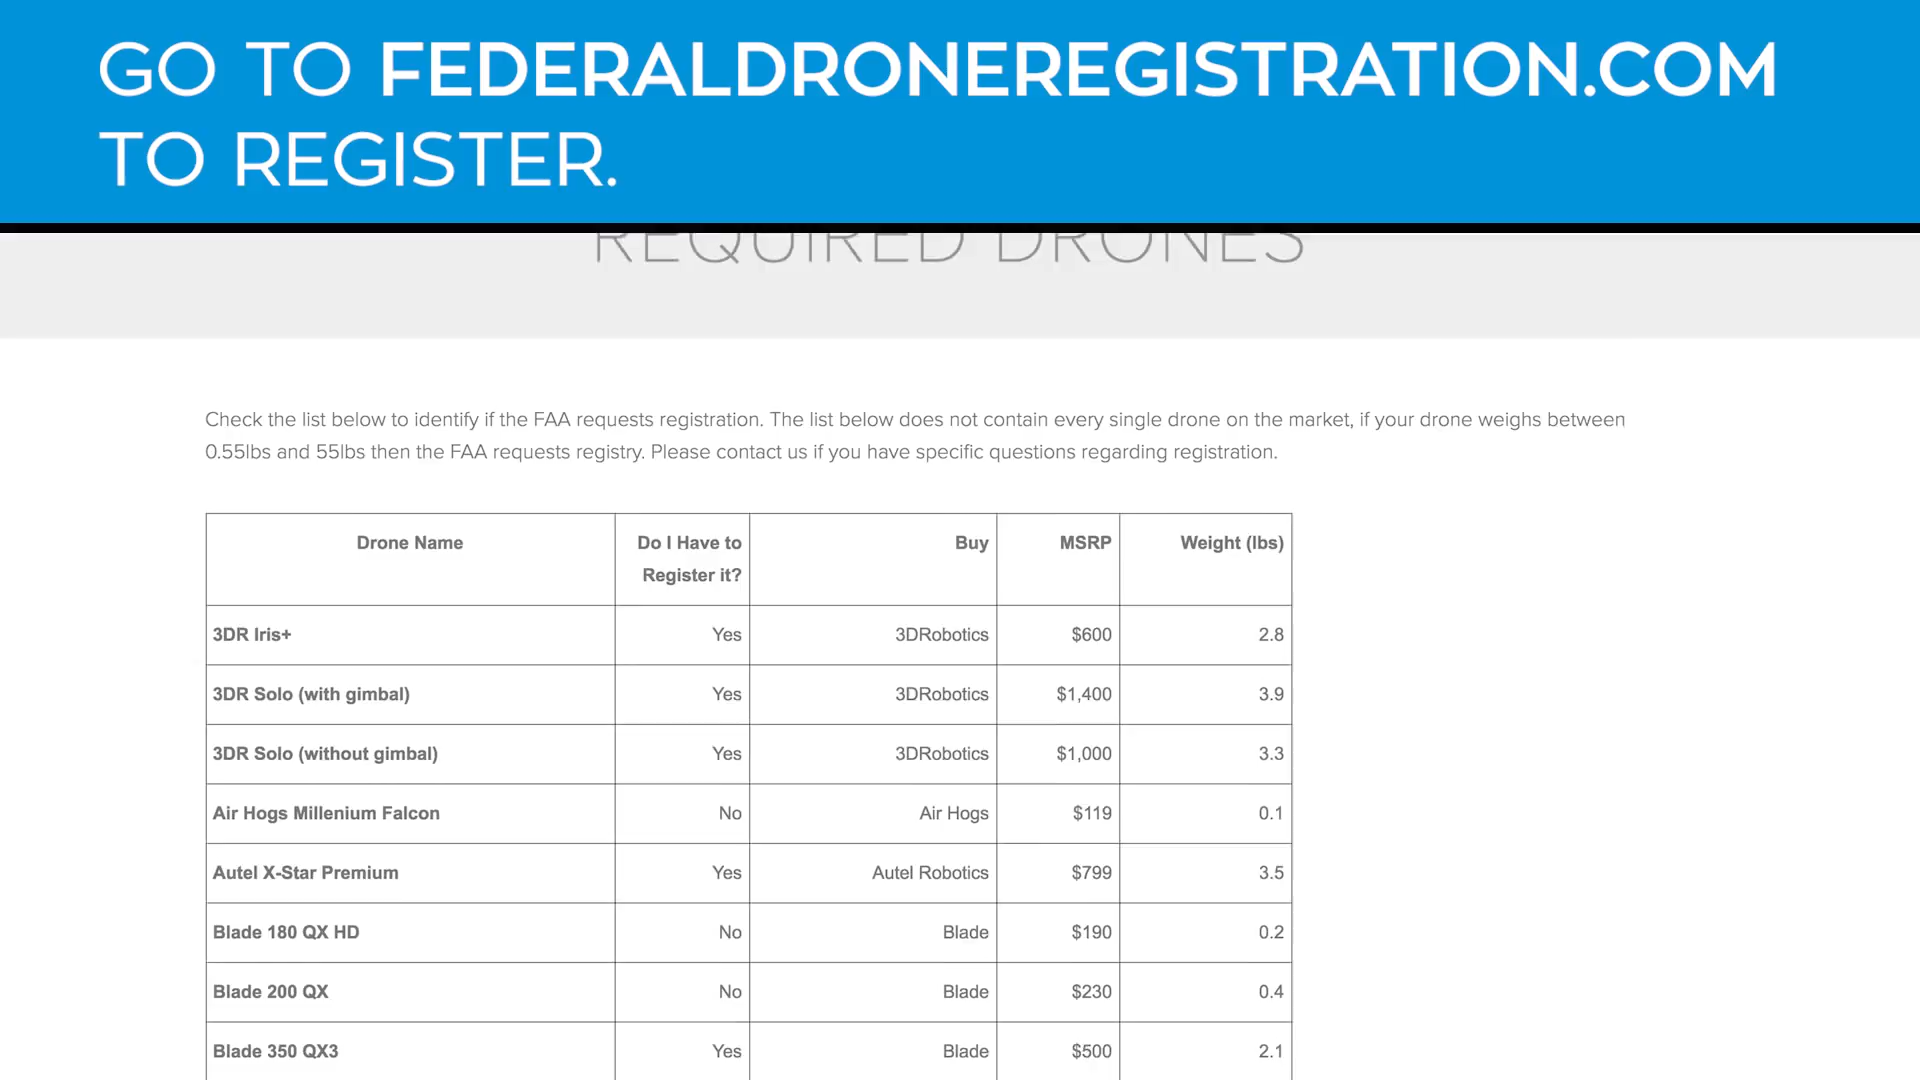 GO TO FEDERALDRONEREGISTRATION.COM
TO REGISTER.
REQUIRED DRONES
Check the list below to identify if the FAA requests registration. The list below does not contain every single drone on the market, if your drone weighs between
0.55lbs and 55lbs then the FAA requests registry. Please contact us if you have specific questions regarding registration.
Drone Name Do I Have to Register it? Buy MSRP Weight (lbs)
3DR Iris+ Yes 3DRobotics $600 2.8
3DR Solo (with gimbal) Yes 3DRobotics $1,400 3.9
3DR Solo (without gimbal) Yes 3DRobotics $1,000 3.3
Air Hogs Millenium Falcon No Air Hogs $119 0.1
Autel X-Star Premium Yes Autel Robotics $799 3.5
Blade 180 QX HD No Blade $190 0.2
Blade 200 QX No Blade $230 0.4
Blade 350 QX3 Yes Blade $500 2.1